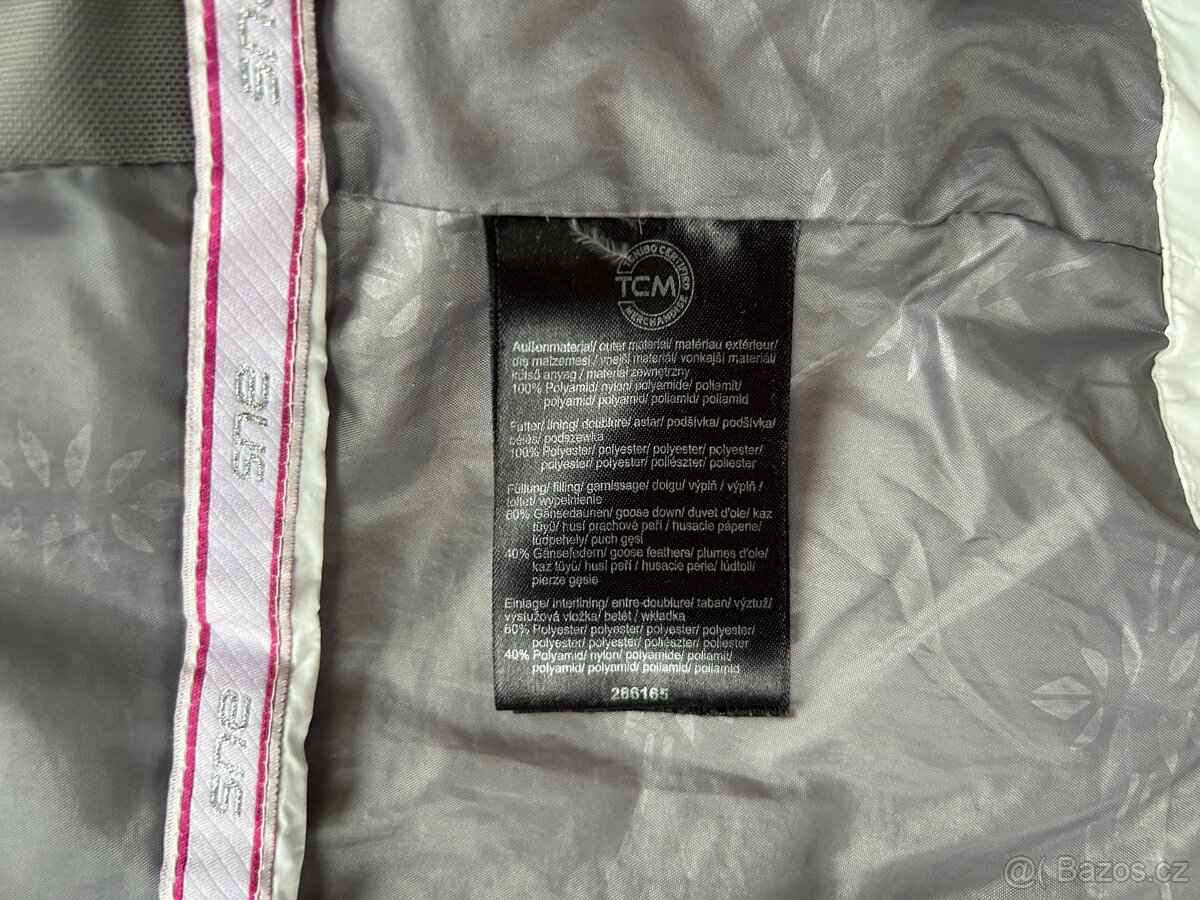 TCM
MERCHANDISE
Außenmaterial/ outer material/ matériau extérieur/
dış malzemesi / vnější materiál/ vonkajší materiál/
külső anyag / materiał zewnętrzny
100% Polyamid/ nylon/ polyamide/ poliamit/
polyamid/ polyamid/ poliamid/ poliamid
Futter/ lining/ doublure/ astar/ podšívka/ podšívka/
bélés/ podszewka
100% Polyester/ polyester/ polyester/ polyester/
polyester/ polyester/ poliészter/ poliester
Füllung/ filling/ garnissage/ dolgu/ výplň / výplň /
töltet/ wypełnienie
60% Gänsedaunen/ goose down/ duvet d'oie/ kaz
tüyü/ husí prachové peří / husacie páperie/
lúdpehely/ puch gęsi
40% Gänsefedern/ goose feathers/ plumes d'oie/
kaz tüyü/ husí peří / husacie perie/ lúdtoll/
pierze gęsie
Einlage/ interlining/ entre-doublure/ taban/ výztuž/
výstužová vložka/ betét / wkładka
60% Polyester/ polyester/ polyester/ polyester/
polyester/ polyester/ poliészter/ poliester
40% Polyamid/ nylon/ polyamide/ poliamit/
polyamid/ polyamid/ poliamid/ poliamid
286165
Bazos.cz